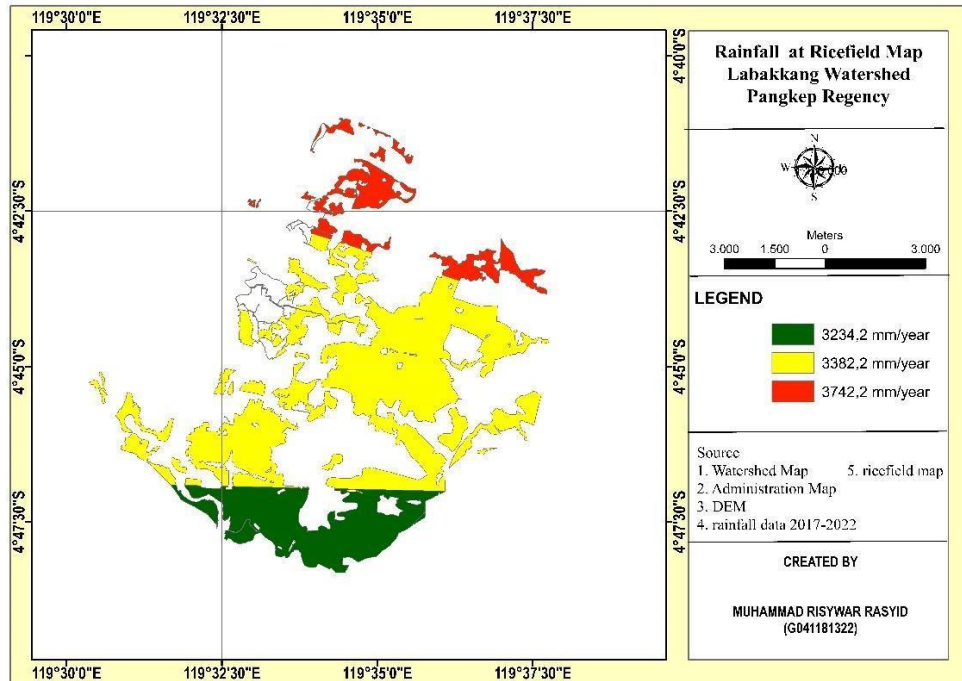 119°30'0"E 119°32'30"E 119°35'0"E 119°37'30"E
4°40'0"S
4°42'30"S
4°45'0"S
4°47'30"S
4°40'0"S
4°42'30"S
4°45'0"S
4°47'30"S
119°30'0"E 119°32'30"E 119°35'0"E 119°37'30"E
Rainfall at Ricefield Map
Labakkang Watershed
Pangkep Regency
N
W
S
Meters
3.000 1.500 0 3.000
LEGEND
3234,2 mm/year
3382,2 mm/year
3742,2 mm/year
Source
1. Watershed Map 5. ricefield map
2. Administration Map
3. DEM
4. rainfall data 2017-2022
CREATED BY
MUHAMMAD RISYWAR RASYID
(G041181322)